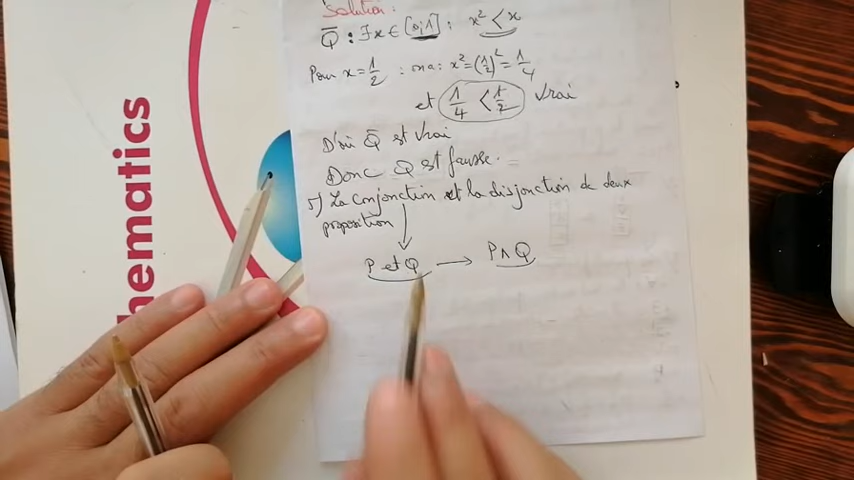 Solution:
Q̅ : ∃x ∈ [0;1] : x² < x
Pour x = 1/2 : on a : x² = (1/2)² = 1/4
et 1/4 < 1/2 vrai
D'où Q̅ est vrai
Donc Q est fausse.
5) La conjonction et la disjonction de deux
proposition
P et Q → P ∧ Q
hematics